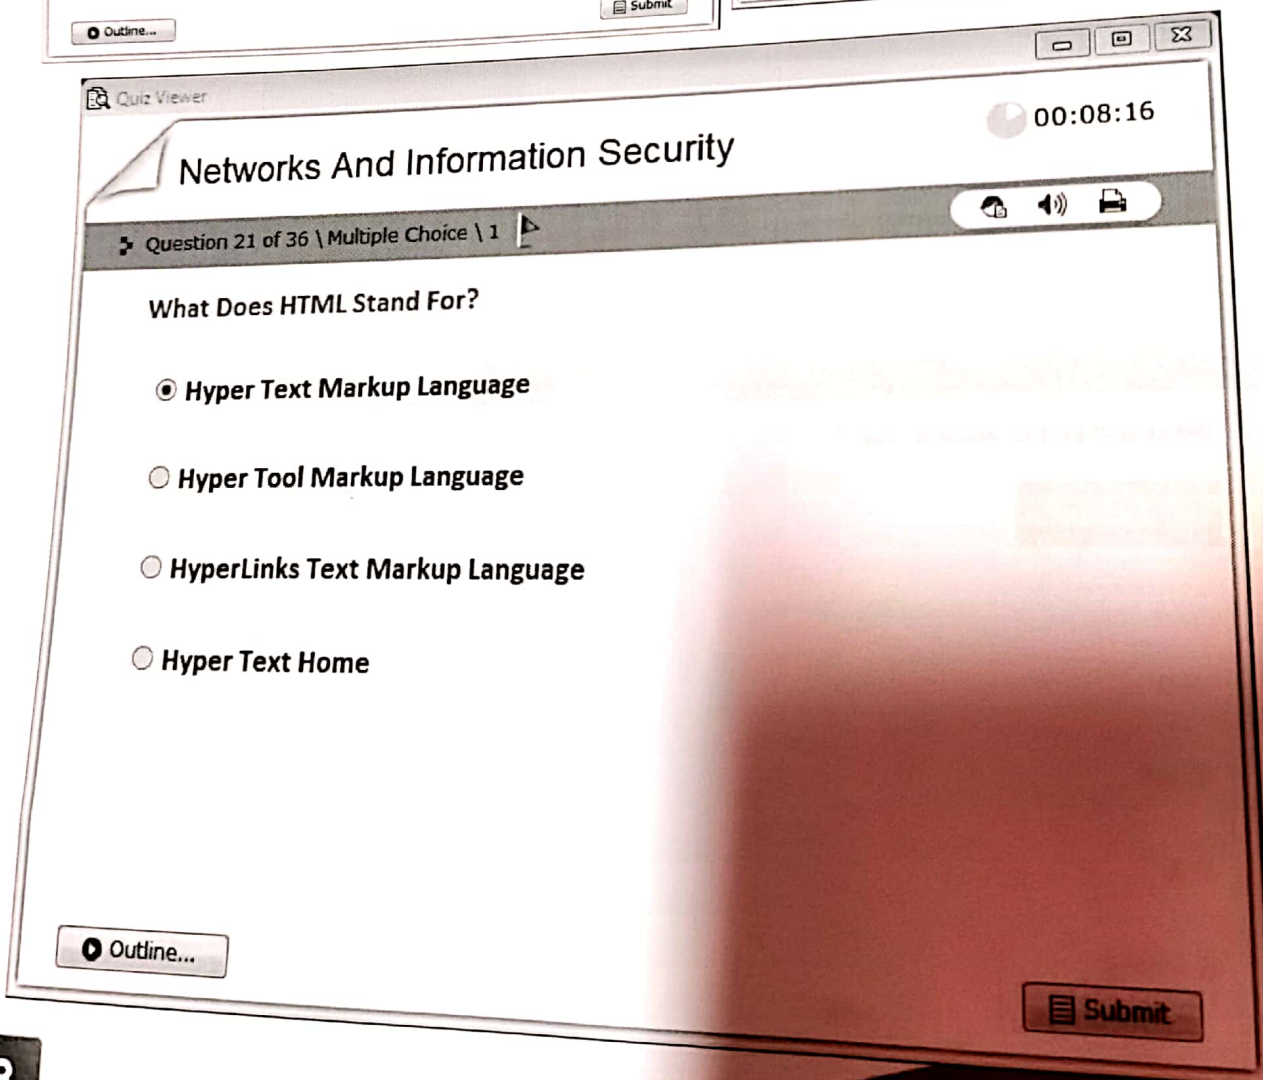 Outline...
Submit
Quiz Viewer
00:08:16
Networks And Information Security
Question 21 of 36 \ Multiple Choice \ 1
What Does HTML Stand For?
Hyper Text Markup Language
Hyper Tool Markup Language
HyperLinks Text Markup Language
Hyper Text Home
Outline...
Submit